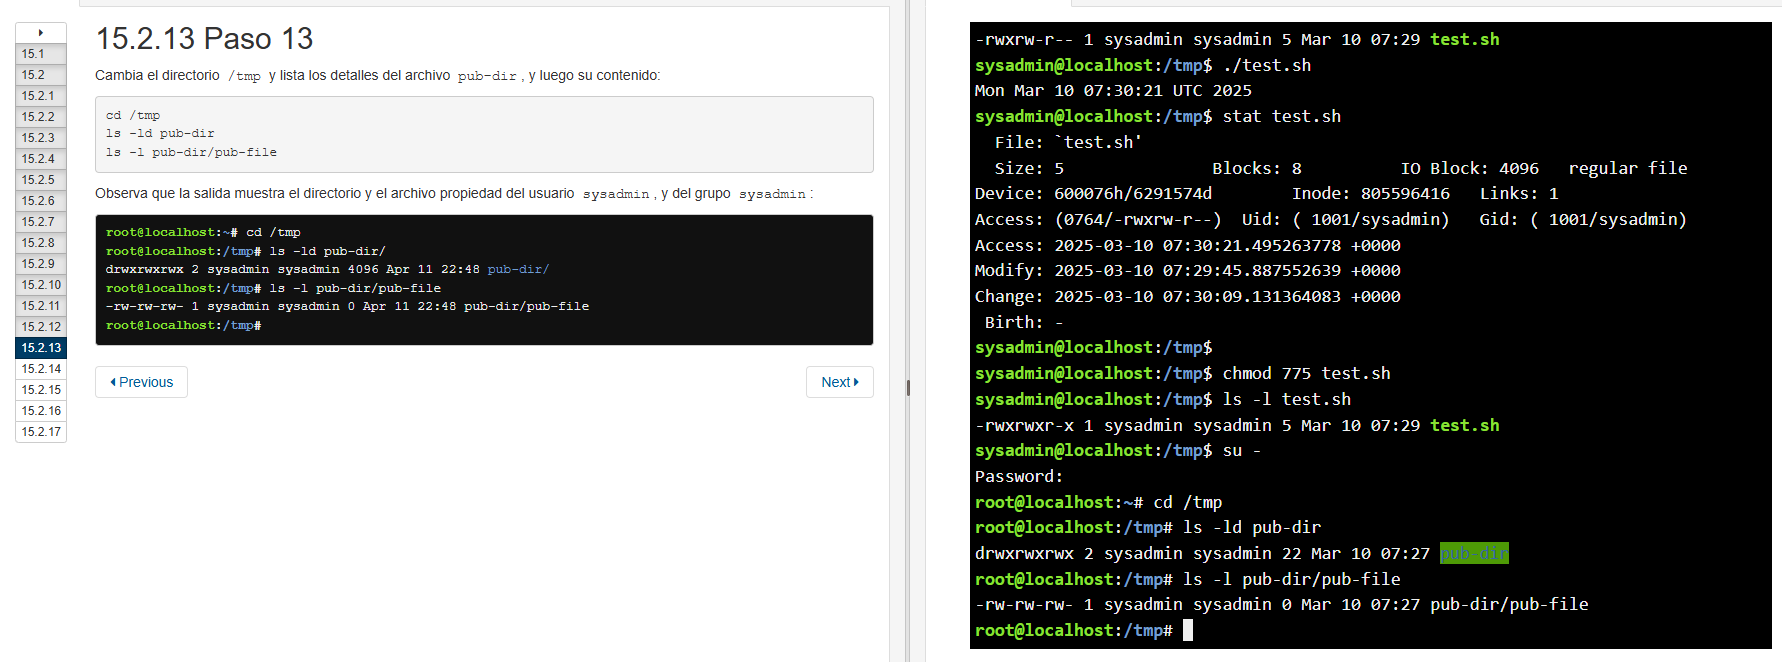 15.1
15.2
15.2.1
15.2.2
15.2.3
15.2.4
15.2.5
15.2.6
15.2.7
15.2.8
15.2.9
15.2.10
15.2.11
15.2.12
15.2.13
15.2.14
15.2.15
15.2.16
15.2.17
15.2.13 Paso 13
Cambia el directorio /tmp y lista los detalles del archivo pub-dir, y luego su contenido:
cd /tmp
ls -ld pub-dir
ls -l pub-dir/pub-file
Observa que la salida muestra el directorio y el archivo propiedad del usuario sysadmin, y del grupo sysadmin:
root@localhost:~# cd /tmp
root@localhost:/tmp# ls -ld pub-dir/
drwxrwxrwx 2 sysadmin sysadmin 4096 Apr 11 22:48 pub-dir/
root@localhost:/tmp# ls -l pub-dir/pub-file
-rw-rw-rw- 1 sysadmin sysadmin 0 Apr 11 22:48 pub-dir/pub-file
root@localhost:/tmp#
Previous
Next
-rwxrw-r-- 1 sysadmin sysadmin 5 Mar 10 07:29 test.sh
sysadmin@localhost:/tmp$ ./test.sh
Mon Mar 10 07:30:21 UTC 2025
sysadmin@localhost:/tmp$ stat test.sh
  File: `test.sh'
  Size: 5               Blocks: 8          IO Block: 4096   regular file
Device: 600076h/6291574d        Inode: 805596416   Links: 1
Access: (0764/-rwxrw-r--)  Uid: ( 1001/sysadmin)   Gid: ( 1001/sysadmin)
Access: 2025-03-10 07:30:21.495263778 +0000
Modify: 2025-03-10 07:29:45.887552639 +0000
Change: 2025-03-10 07:30:09.131364083 +0000
 Birth: -
sysadmin@localhost:/tmp$
sysadmin@localhost:/tmp$ chmod 775 test.sh
sysadmin@localhost:/tmp$ ls -l test.sh
-rwxrwxr-x 1 sysadmin sysadmin 5 Mar 10 07:29 test.sh
sysadmin@localhost:/tmp$ su -
Password:
root@localhost:~# cd /tmp
root@localhost:/tmp# ls -ld pub-dir
drwxrwxrwx 2 sysadmin sysadmin 22 Mar 10 07:27 pub-dir
root@localhost:/tmp# ls -l pub-dir/pub-file
-rw-rw-rw- 1 sysadmin sysadmin 0 Mar 10 07:27 pub-dir/pub-file
root@localhost:/tmp#